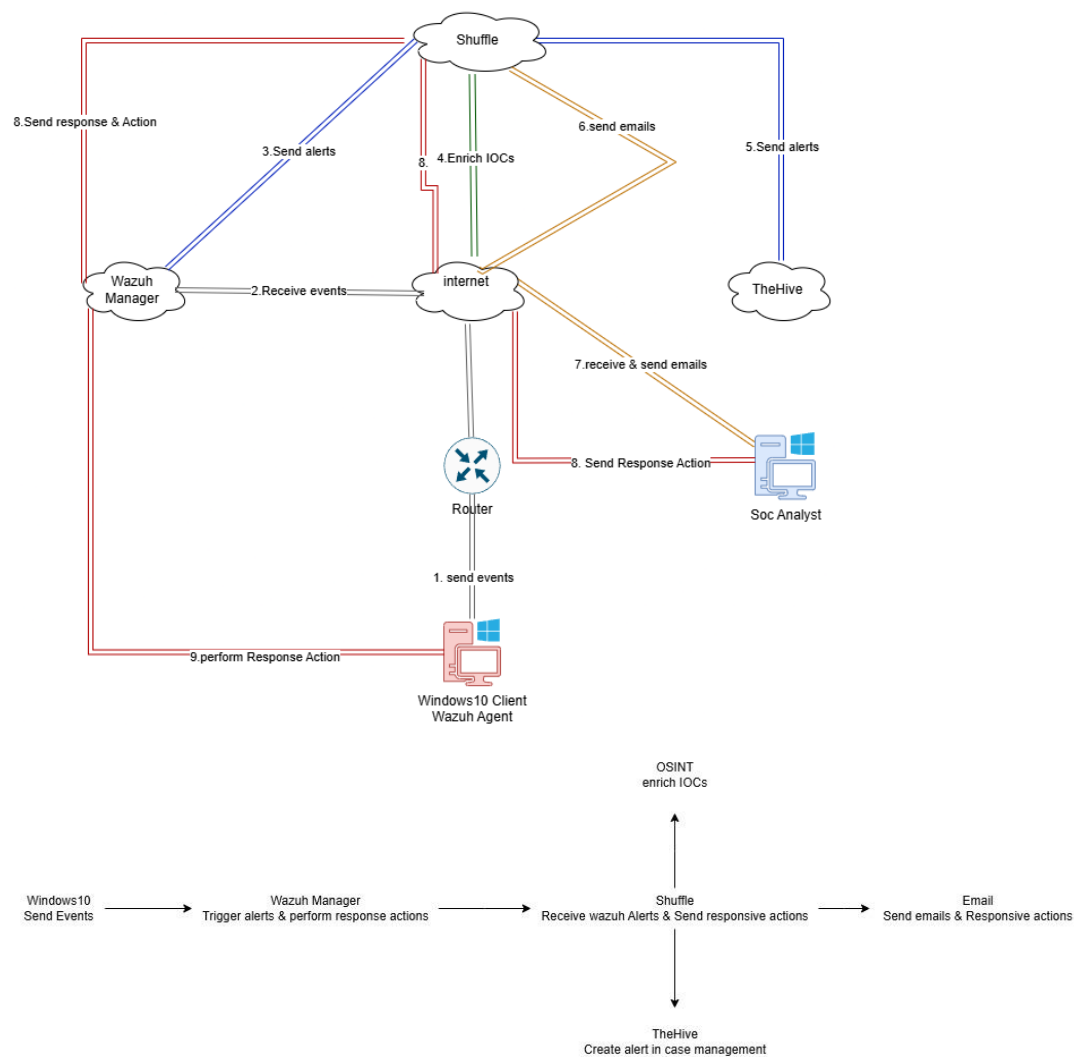 Shuffle
8.Send response & Action
6.send emails
3.Send alerts
5.Send alerts
8.
4.Enrich IOCs
Wazuh
Manager
internet
TheHive
2.Receive events
7.receive & send emails
8. Send Response Action
Router
Soc Analyst
1. send events
9.perform Response Action
Windows10 Client
Wazuh Agent
OSINT
enrich IOCs
Windows10
Send Events
Wazuh Manager
Trigger alerts & perform response actions
Shuffle
Receive wazuh Alerts & Send responsive actions
Email
Send emails & Responsive actions
TheHive
Create alert in case management